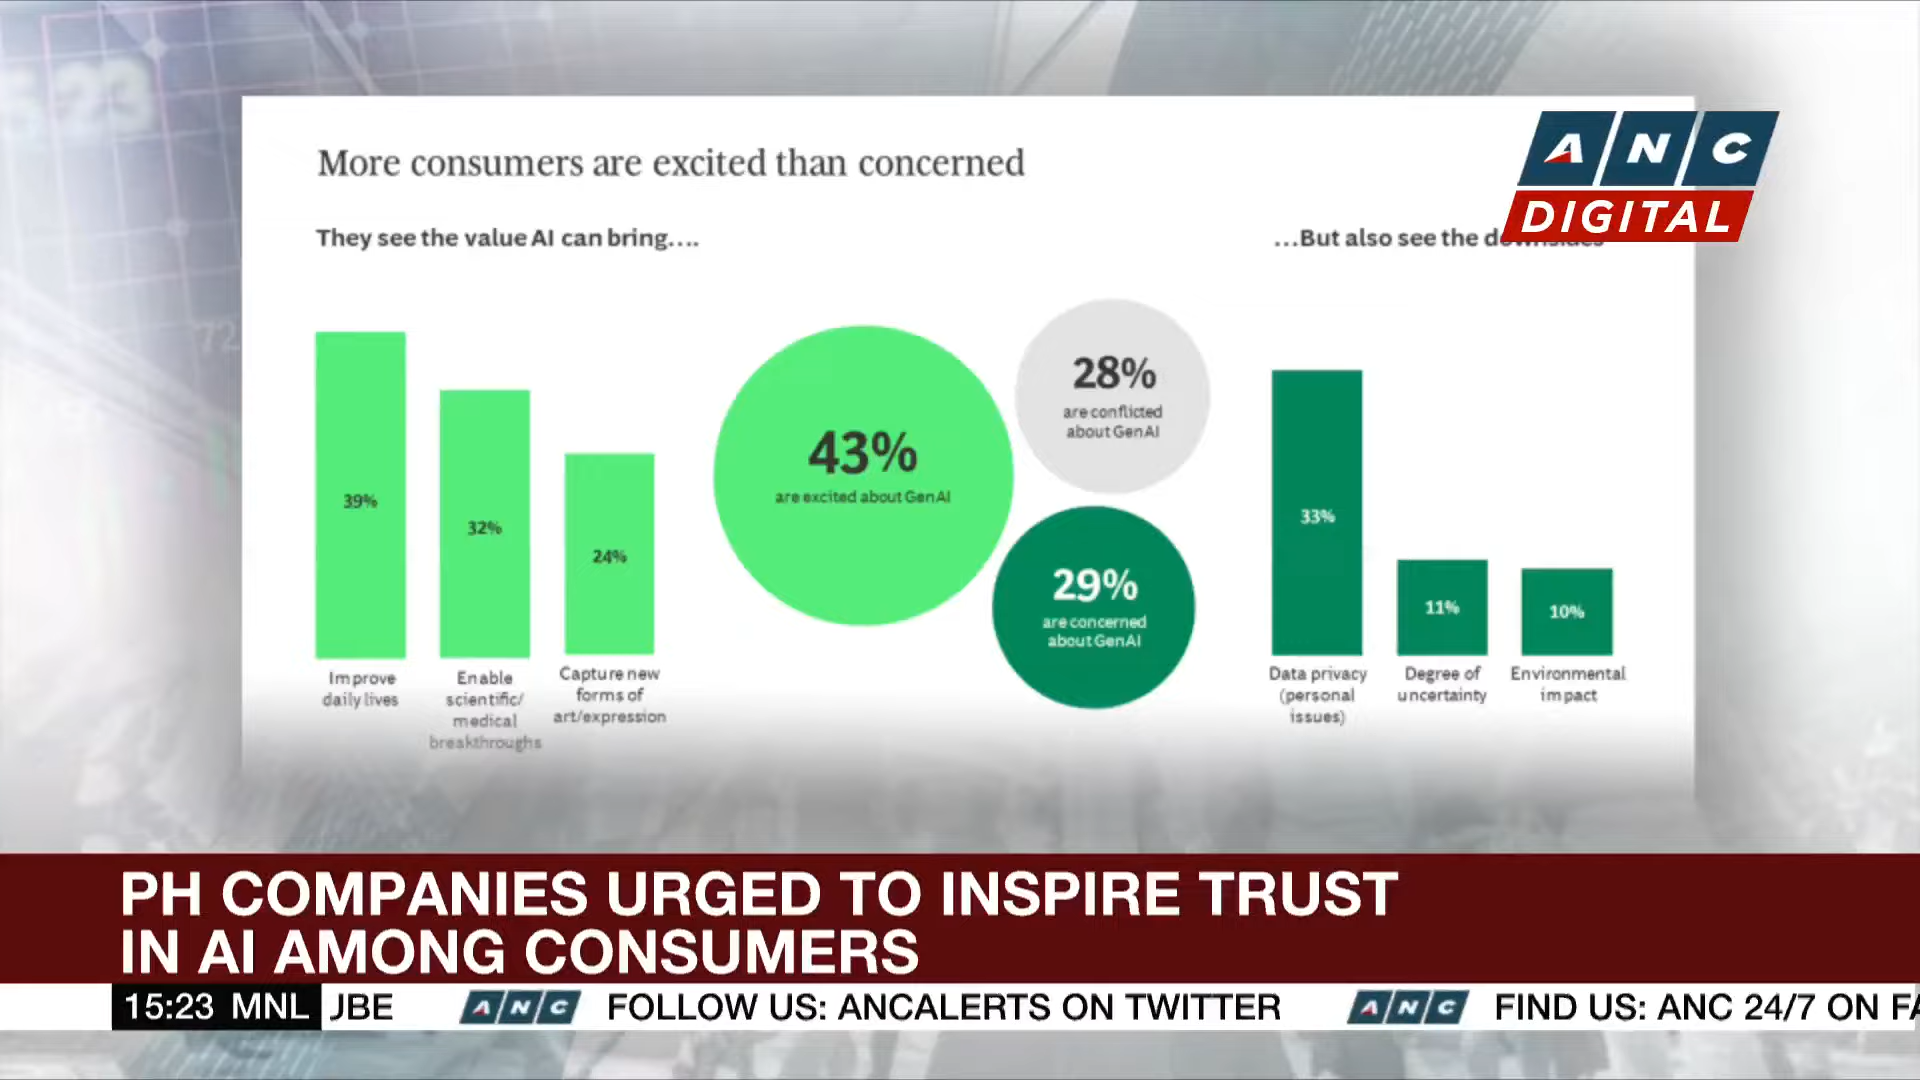 More consumers are excited than concerned
They see the value AI can bring....
...But also see the downsides
ANC
DIGITAL
39%
32%
24%
Improve
daily lives
Enable
scientific/
medical
breakthroughs
Capture new
forms of
art/expression
43%
are excited about GenAI
28%
are conflicted
about GenAI
29%
are concerned
about GenAI
33%
11%
10%
Data privacy
(personal
issues)
Degree of
uncertainty
Environmental
impact
PH COMPANIES URGED TO INSPIRE TRUST
IN AI AMONG CONSUMERS
15:23 MNL JBE ANC FOLLOW US: ANCALERTS ON TWITTER ANC FIND US: ANC 24/7 ON FA